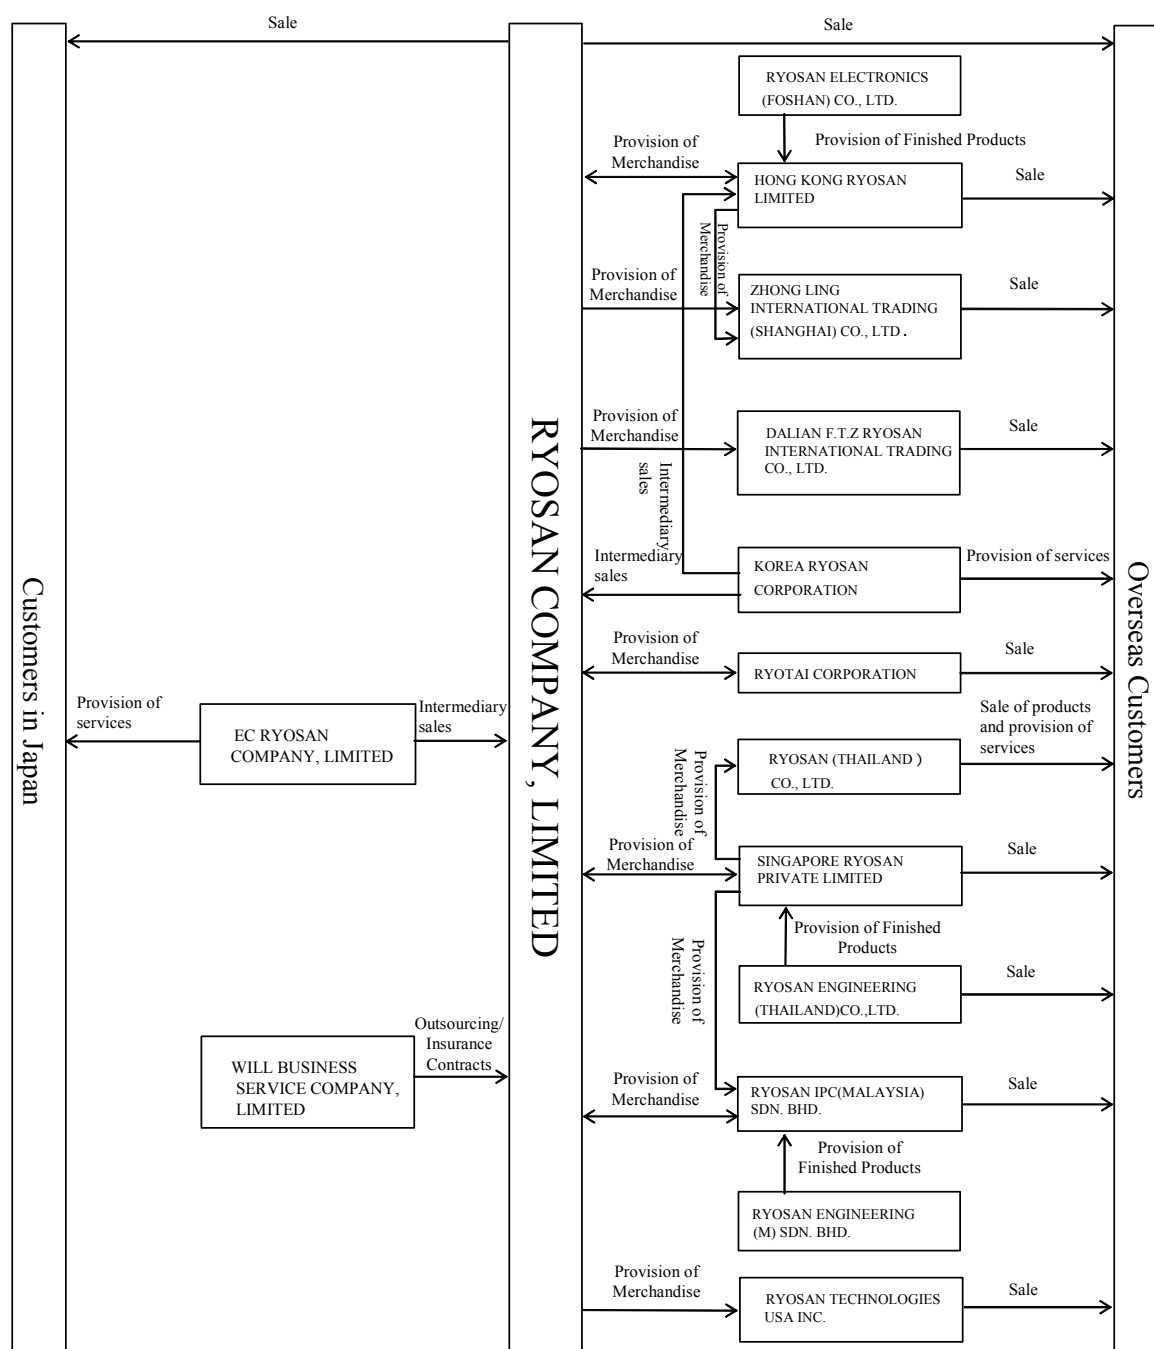 Sale
Sale
RYOSAN ELECTRONICS
(FOSHAN) CO., LTD.
Provision of Finished Products
Provision of
Merchandise
HONG KONG RYOSAN
LIMITED
Sale
Provision of
Merchandise
Provision of
Merchandise
ZHONG LING
INTERNATIONAL TRADING
(SHANGHAI) CO., LTD.
Sale
Provision of
Merchandise
DALIAN F.T.Z RYOSAN
INTERNATIONAL TRADING
CO., LTD.
Sale
Intermediary
sales
Intermediary
sales
KOREA RYOSAN
CORPORATION
Provision of services
Customers in Japan
RYOSAN COMPANY, LIMITED
Overseas Customers
Provision of
Merchandise
RYOTAI CORPORATION
Sale
Provision of
services
EC RYOSAN
COMPANY, LIMITED
Intermediary
sales
Provision of
Merchandise
RYOSAN (THAILAND)
CO., LTD.
Sale of products
and provision of
services
Provision of
Merchandise
SINGAPORE RYOSAN
PRIVATE LIMITED
Sale
Provision of Finished
Products
Provision of
Merchandise
RYOSAN ENGINEERING
(THAILAND)CO.,LTD.
Sale
WILL BUSINESS
SERVICE COMPANY,
LIMITED
Outsourcing/
Insurance
Contracts
Provision of
Merchandise
RYOSAN IPC(MALAYSIA)
SDN. BHD.
Sale
Provision of
Finished Products
RYOSAN ENGINEERING
(M) SDN. BHD.
Provision of
Merchandise
RYOSAN TECHNOLOGIES
USA INC.
Sale